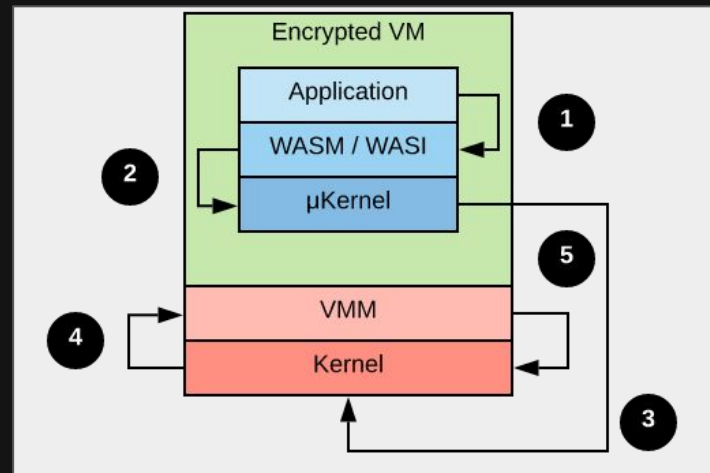 Encrypted VM
Application
1
WASM / WASI
2
μKernel
5
VMM
4
Kernel
3